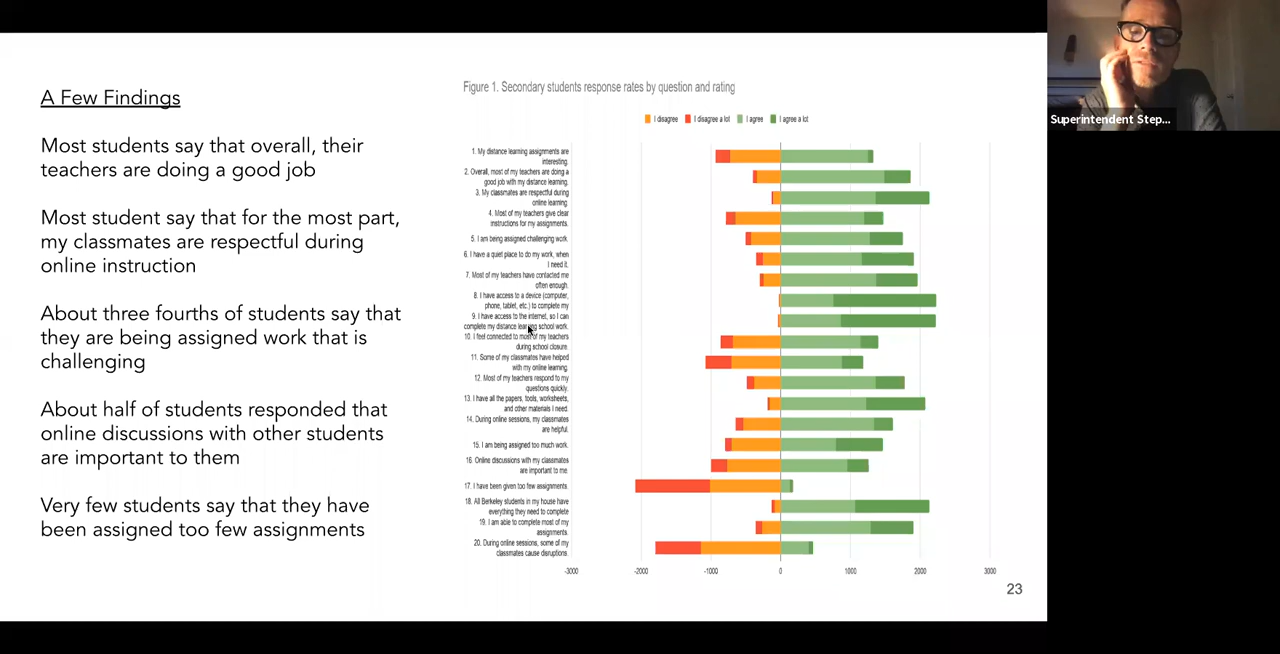 A Few Findings
Most students say that overall, their
teachers are doing a good job
Most student say that for the most part,
my classmates are respectful during
online instruction
About three fourths of students say that
they are being assigned work that is
challenging
About half of students responded that
online discussions with other students
are important to them
Very few students say that they have
been assigned too few assignments
Figure 1. Secondary students response rates by question and rating
I disagree I disagree a lot I agree I agree a lot
1. My distance learning assignments are
interesting.
2. Overall, most of my teachers are doing a
good job with my distance learning.
3. My classmates are respectful during
online learning.
4. Most of my teachers give clear
instructions for my assignments.
5. I am being assigned challenging work.
6. I have a quiet place to do my work, when
I need it.
7. Most of my teachers have contacted me
often enough.
8. I have access to a device (computer,
phone, tablet, etc.) to complete my
9. I have access to the internet, so I can
complete my distance learning school work.
10. I feel connected to most of my teachers
during school closure.
11. Some of my classmates have helped
with my online learning.
12. Most of my teachers respond to my
questions quickly.
13. I have all the papers, tools, worksheets,
and other materials I need.
14. During online sessions, my classmates
are helpful.
15. I am being assigned too much work.
16. Online discussions with my classmates
are important to me.
17. I have been given too few assignments.
18. All Berkeley students in my house have
everything they need to complete
19. I am able to complete most of my
assignments.
20. During online sessions, some of my
classmates cause disruptions.
-3000 -2000 -1000 0 1000 2000 3000
23
Superintendent Step...